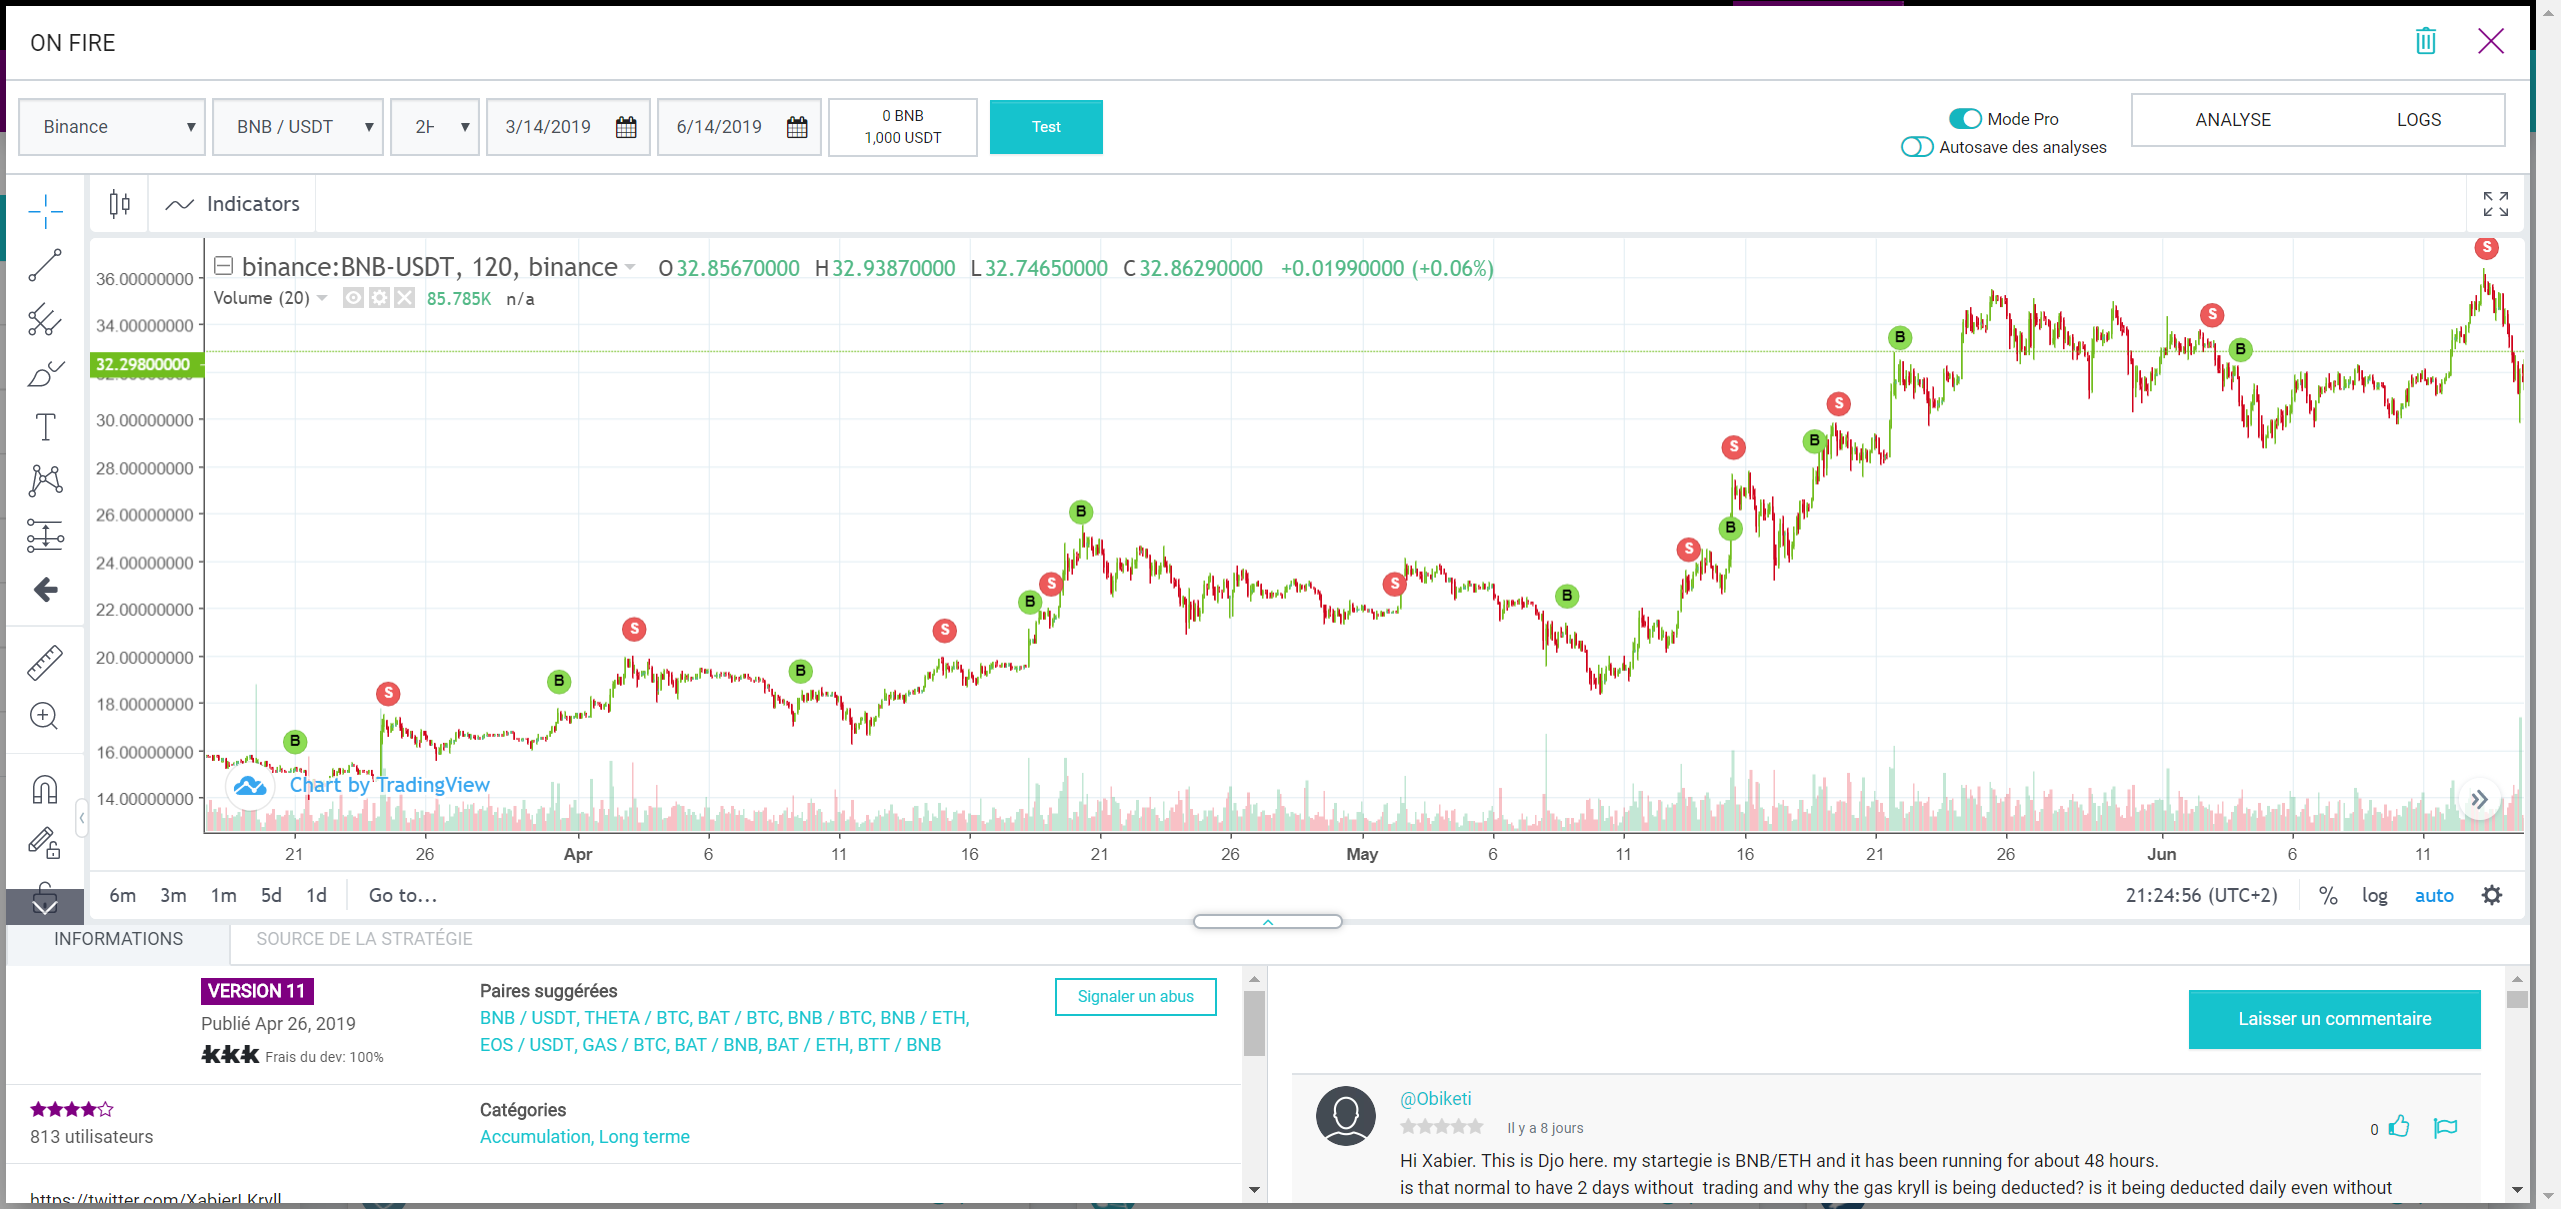 ON FIRE
Binance
BNB / USDT
2H
3/14/2019
6/14/2019
0 BNB
1,000 USDT
Test
Mode Pro
Autosave des analyses
ANALYSE
LOGS
Indicators
binance:BNB-USDT, 120, binance
O 32.85670000 H 32.93870000 L 32.74650000 C 32.86290000 +0.01990000 (+0.06%)
Volume (20) 85.785K n/a
36.00000000
34.00000000
32.29800000
30.00000000
28.00000000
26.00000000
24.00000000
22.00000000
20.00000000
18.00000000
16.00000000
14.00000000
B S B S B S B S B S B S B S B S B S B S
Chart by TradingView
21 26 Apr 6 11 16 21 26 May 6 11 16 21 26 Jun 6 11
6m 3m 1m 5d 1d Go to...
21:24:56 (UTC+2) % log auto
INFORMATIONS
SOURCE DE LA STRATÉGIE
VERSION 11
Publié Apr 26, 2019
Frais du dev: 100%
Paires suggérées
BNB / USDT, THETA / BTC, BAT / BTC, BNB / BTC, BNB / ETH,
EOS / USDT, GAS / BTC, BAT / BNB, BAT / ETH, BTT / BNB
Signaler un abus
813 utilisateurs
Catégories
Accumulation, Long terme
https://twitter.com/XabierLKryll
Laisser un commentaire
@Obiketi
Il y a 8 jours
0
Hi Xabier. This is Djo here. my startegie is BNB/ETH and it has been running for about 48 hours.
is that normal to have 2 days without trading and why the gas kryll is being deducted? is it being deducted daily even without